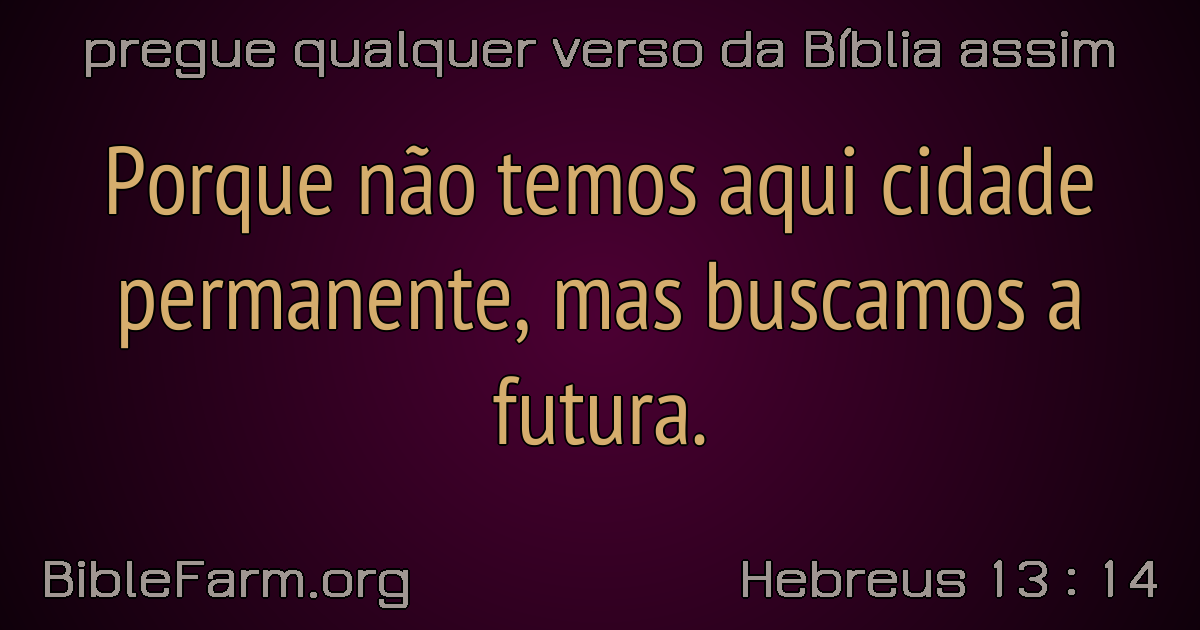 pregue qualquer verso da Bíblia assim
Porque não temos aqui cidade
permanente, mas buscamos a
futura.
BibleFarm.org
Hebreus 13 : 14